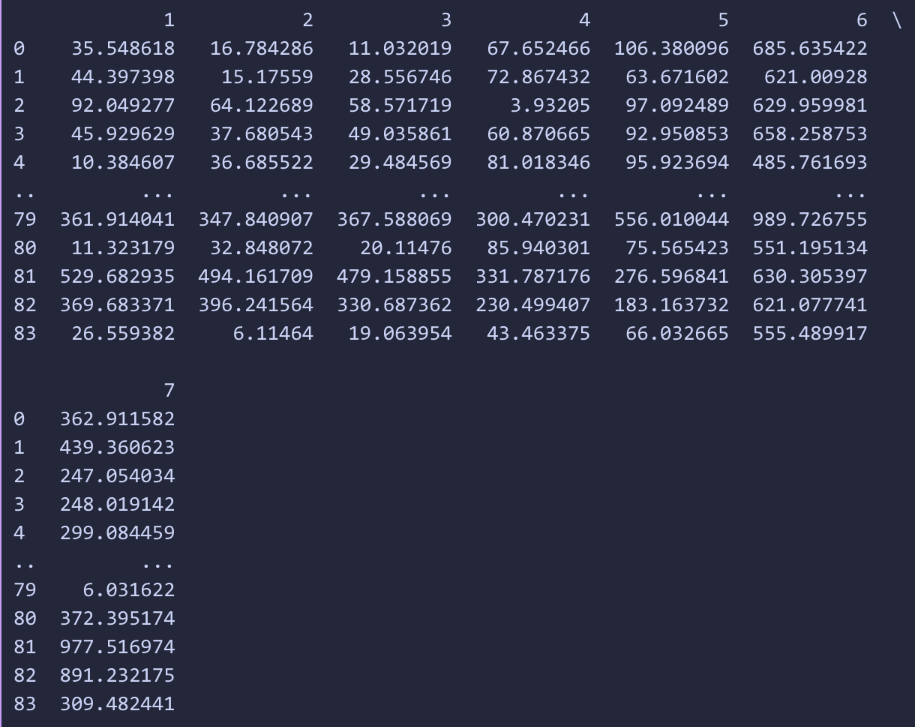 1           2           3           4           5           6  \
0    35.548618   16.784286   11.032019   67.652466  106.380096  685.635422
1    44.397398    15.17559   28.556746   72.867432   63.671602   621.00928
2    92.049277   64.122689   58.571719     3.93205   97.092489  629.959981
3    45.929629   37.680543   49.035861   60.870665   92.950853  658.258753
4    10.384607   36.685522   29.484569   81.018346   95.923694  485.761693
..         ...         ...         ...         ...         ...         ...
79  361.914041  347.840907  367.588069  300.470231  556.010044  989.726755
80   11.323179   32.848072    20.11476   85.940301   75.565423  551.195134
81  529.682935  494.161709  479.158855  331.787176  276.596841  630.305397
82  369.683371  396.241564  330.687362  230.499407  183.163732  621.077741
83   26.559382     6.11464   19.063954   43.463375   66.032665  555.489917

             7
0   362.911582
1   439.360623
2   247.054034
3   248.019142
4   299.084459
..         ...
79    6.031622
80  372.395174
81  977.516974
82  891.232175
83  309.482441